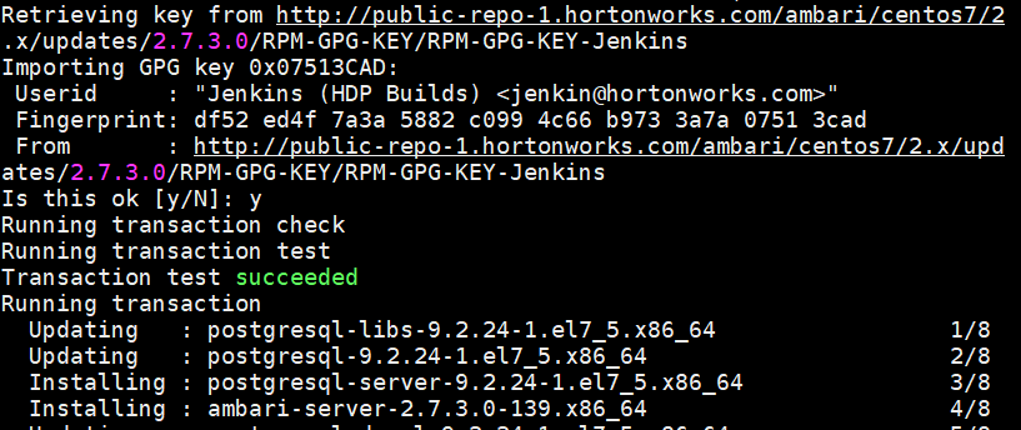 Retrieving key from http://public-repo-1.hortonworks.com/ambari/centos7/2
.x/updates/2.7.3.0/RPM-GPG-KEY/RPM-GPG-KEY-Jenkins
Importing GPG key 0x07513CAD:
Userid     : "Jenkins (HDP Builds) <jenkin@hortonworks.com>"
Fingerprint: df52 ed4f 7a3a 5882 c099 4c66 b973 3a7a 0751 3cad
From       : http://public-repo-1.hortonworks.com/ambari/centos7/2.x/upd
ates/2.7.3.0/RPM-GPG-KEY/RPM-GPG-KEY-Jenkins
Is this ok [y/N]: y
Running transaction check
Running transaction test
Transaction test succeeded
Running transaction
Updating   : postgresql-libs-9.2.24-1.el7_5.x86_64 1/8
Updating   : postgresql-9.2.24-1.el7_5.x86_64 2/8
Installing : postgresql-server-9.2.24-1.el7_5.x86_64 3/8
Installing : ambari-server-2.7.3.0-139.x86_64 4/8